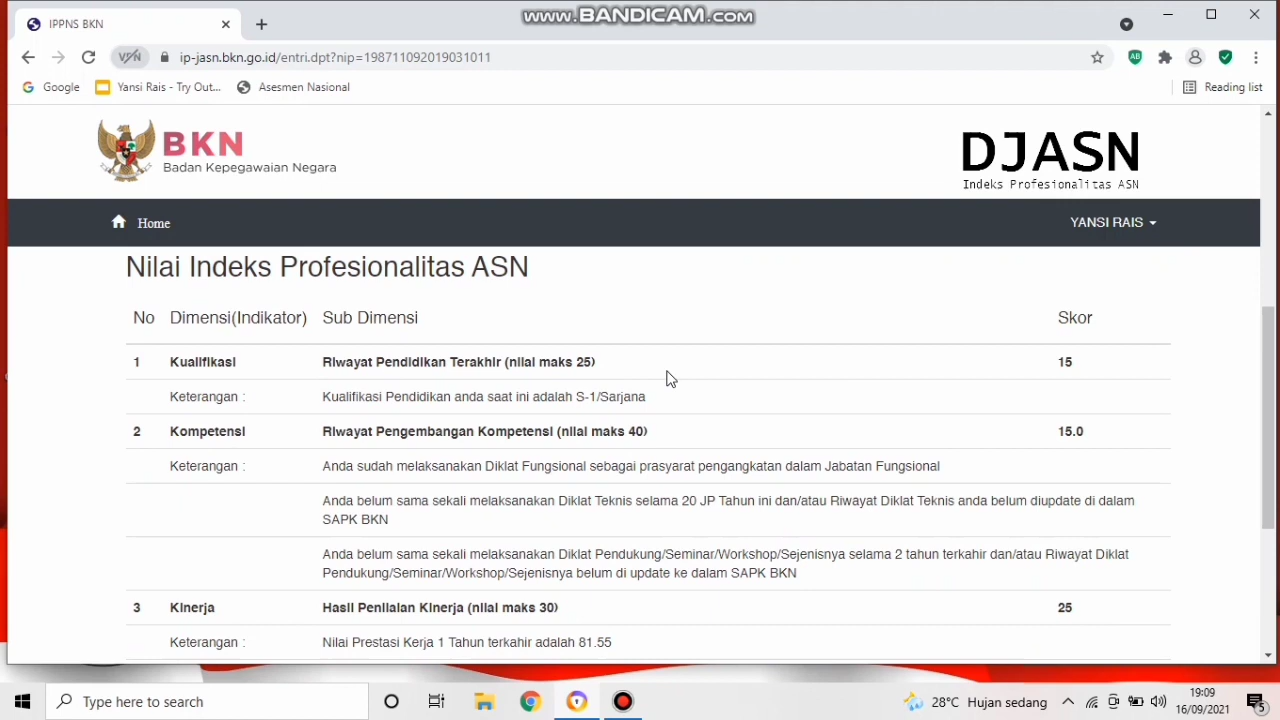 www.BANDICAM.com
IPPNS BKN
VPN
ip-jasn.bkn.go.id/entri.dpt?nip=198711092019031011
AB
Google
Yansi Rais - Try Out...
Asesmen Nasional
Reading list
BKN
Badan Kepegawaian Negara
DJASN
Indeks Profesionalitas ASN
Home
YANSI RAIS
Nilai Indeks Profesionalitas ASN
No Dimensi(Indikator) Sub Dimensi Skor
1 Kualifikasi Riwayat Pendidikan Terakhir (nilai maks 25) 15
Keterangan : Kualifikasi Pendidikan anda saat ini adalah S-1/Sarjana
2 Kompetensi Riwayat Pengembangan Kompetensi (nilai maks 40) 15.0
Keterangan : Anda sudah melaksanakan Diklat Fungsional sebagai prasyarat pengangkatan dalam Jabatan Fungsional
Anda belum sama sekali melaksanakan Diklat Teknis selama 20 JP Tahun ini dan/atau Riwayat Diklat Teknis anda belum diupdate di dalam
SAPK BKN
Anda belum sama sekali melaksanakan Diklat Pendukung/Seminar/Workshop/Sejenisnya selama 2 tahun terkahir dan/atau Riwayat Diklat
Pendukung/Seminar/Workshop/Sejenisnya belum di update ke dalam SAPK BKN
3 Kinerja Hasil Penilaian Kinerja (nilai maks 30) 25
Keterangan : Nilai Prestasi Kerja 1 Tahun terkahir adalah 81.55
Type here to search
28°C Hujan sedang
19:09
16/09/2021
5